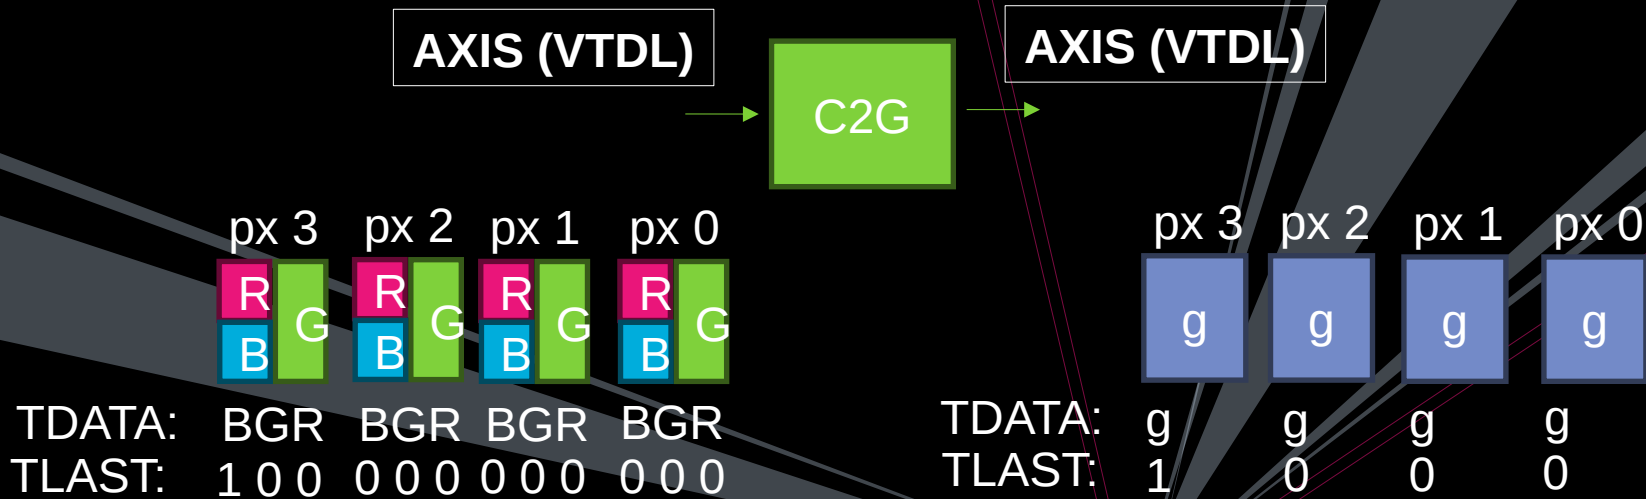 AXIS (VTDL)
C2G
AXIS (VTDL)
px 3 px 2 px 1 px 0
R R R R
G G G G
B B B B
TDATA: BGR BGR BGR BGR
TLAST: 1 0 0 0 0 0 0 0 0 0 0 0
px 3 px 2 px 1 px 0
g g g g
TDATA: g g g g
TLAST: 1 0 0 0